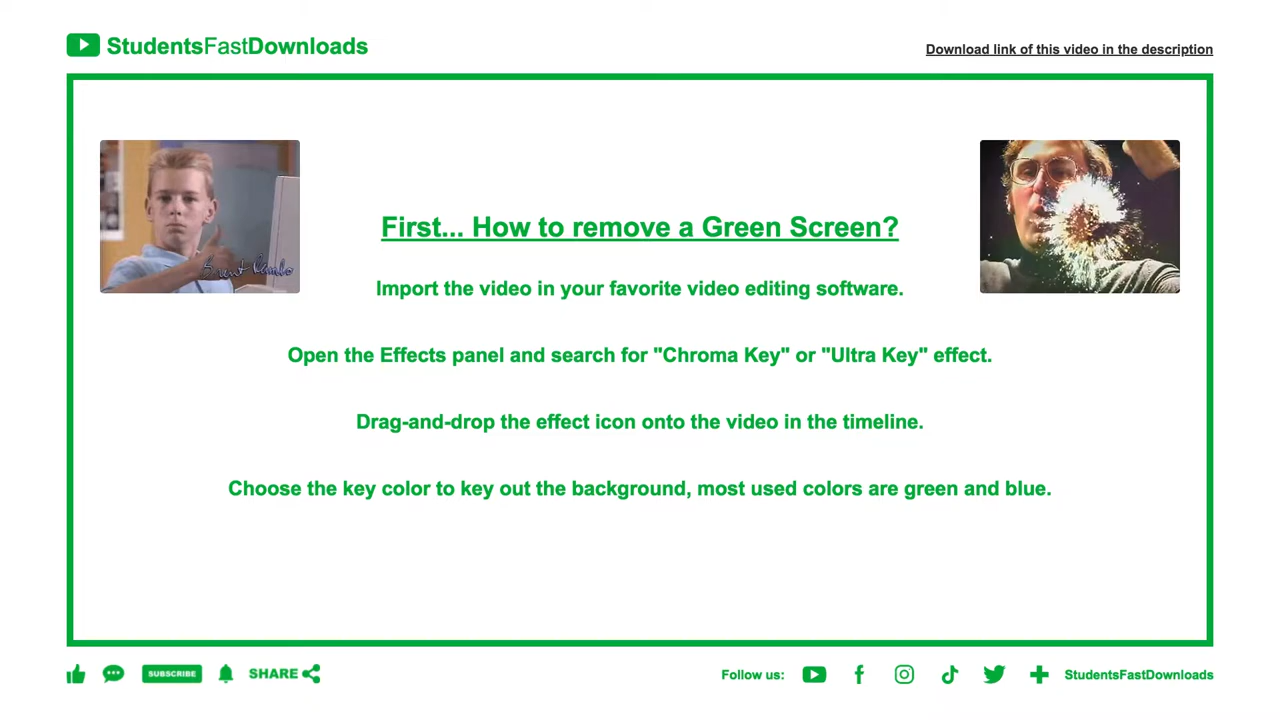 StudentsFastDownloads
Download link of this video in the description
First... How to remove a Green Screen?
Brent Rambo
Import the video in your favorite video editing software.
Open the Effects panel and search for "Chroma Key" or "Ultra Key" effect.
Drag-and-drop the effect icon onto the video in the timeline.
Choose the key color to key out the background, most used colors are green and blue.
SUBSCRIBE
SHARE
Follow us:
StudentsFastDownloads